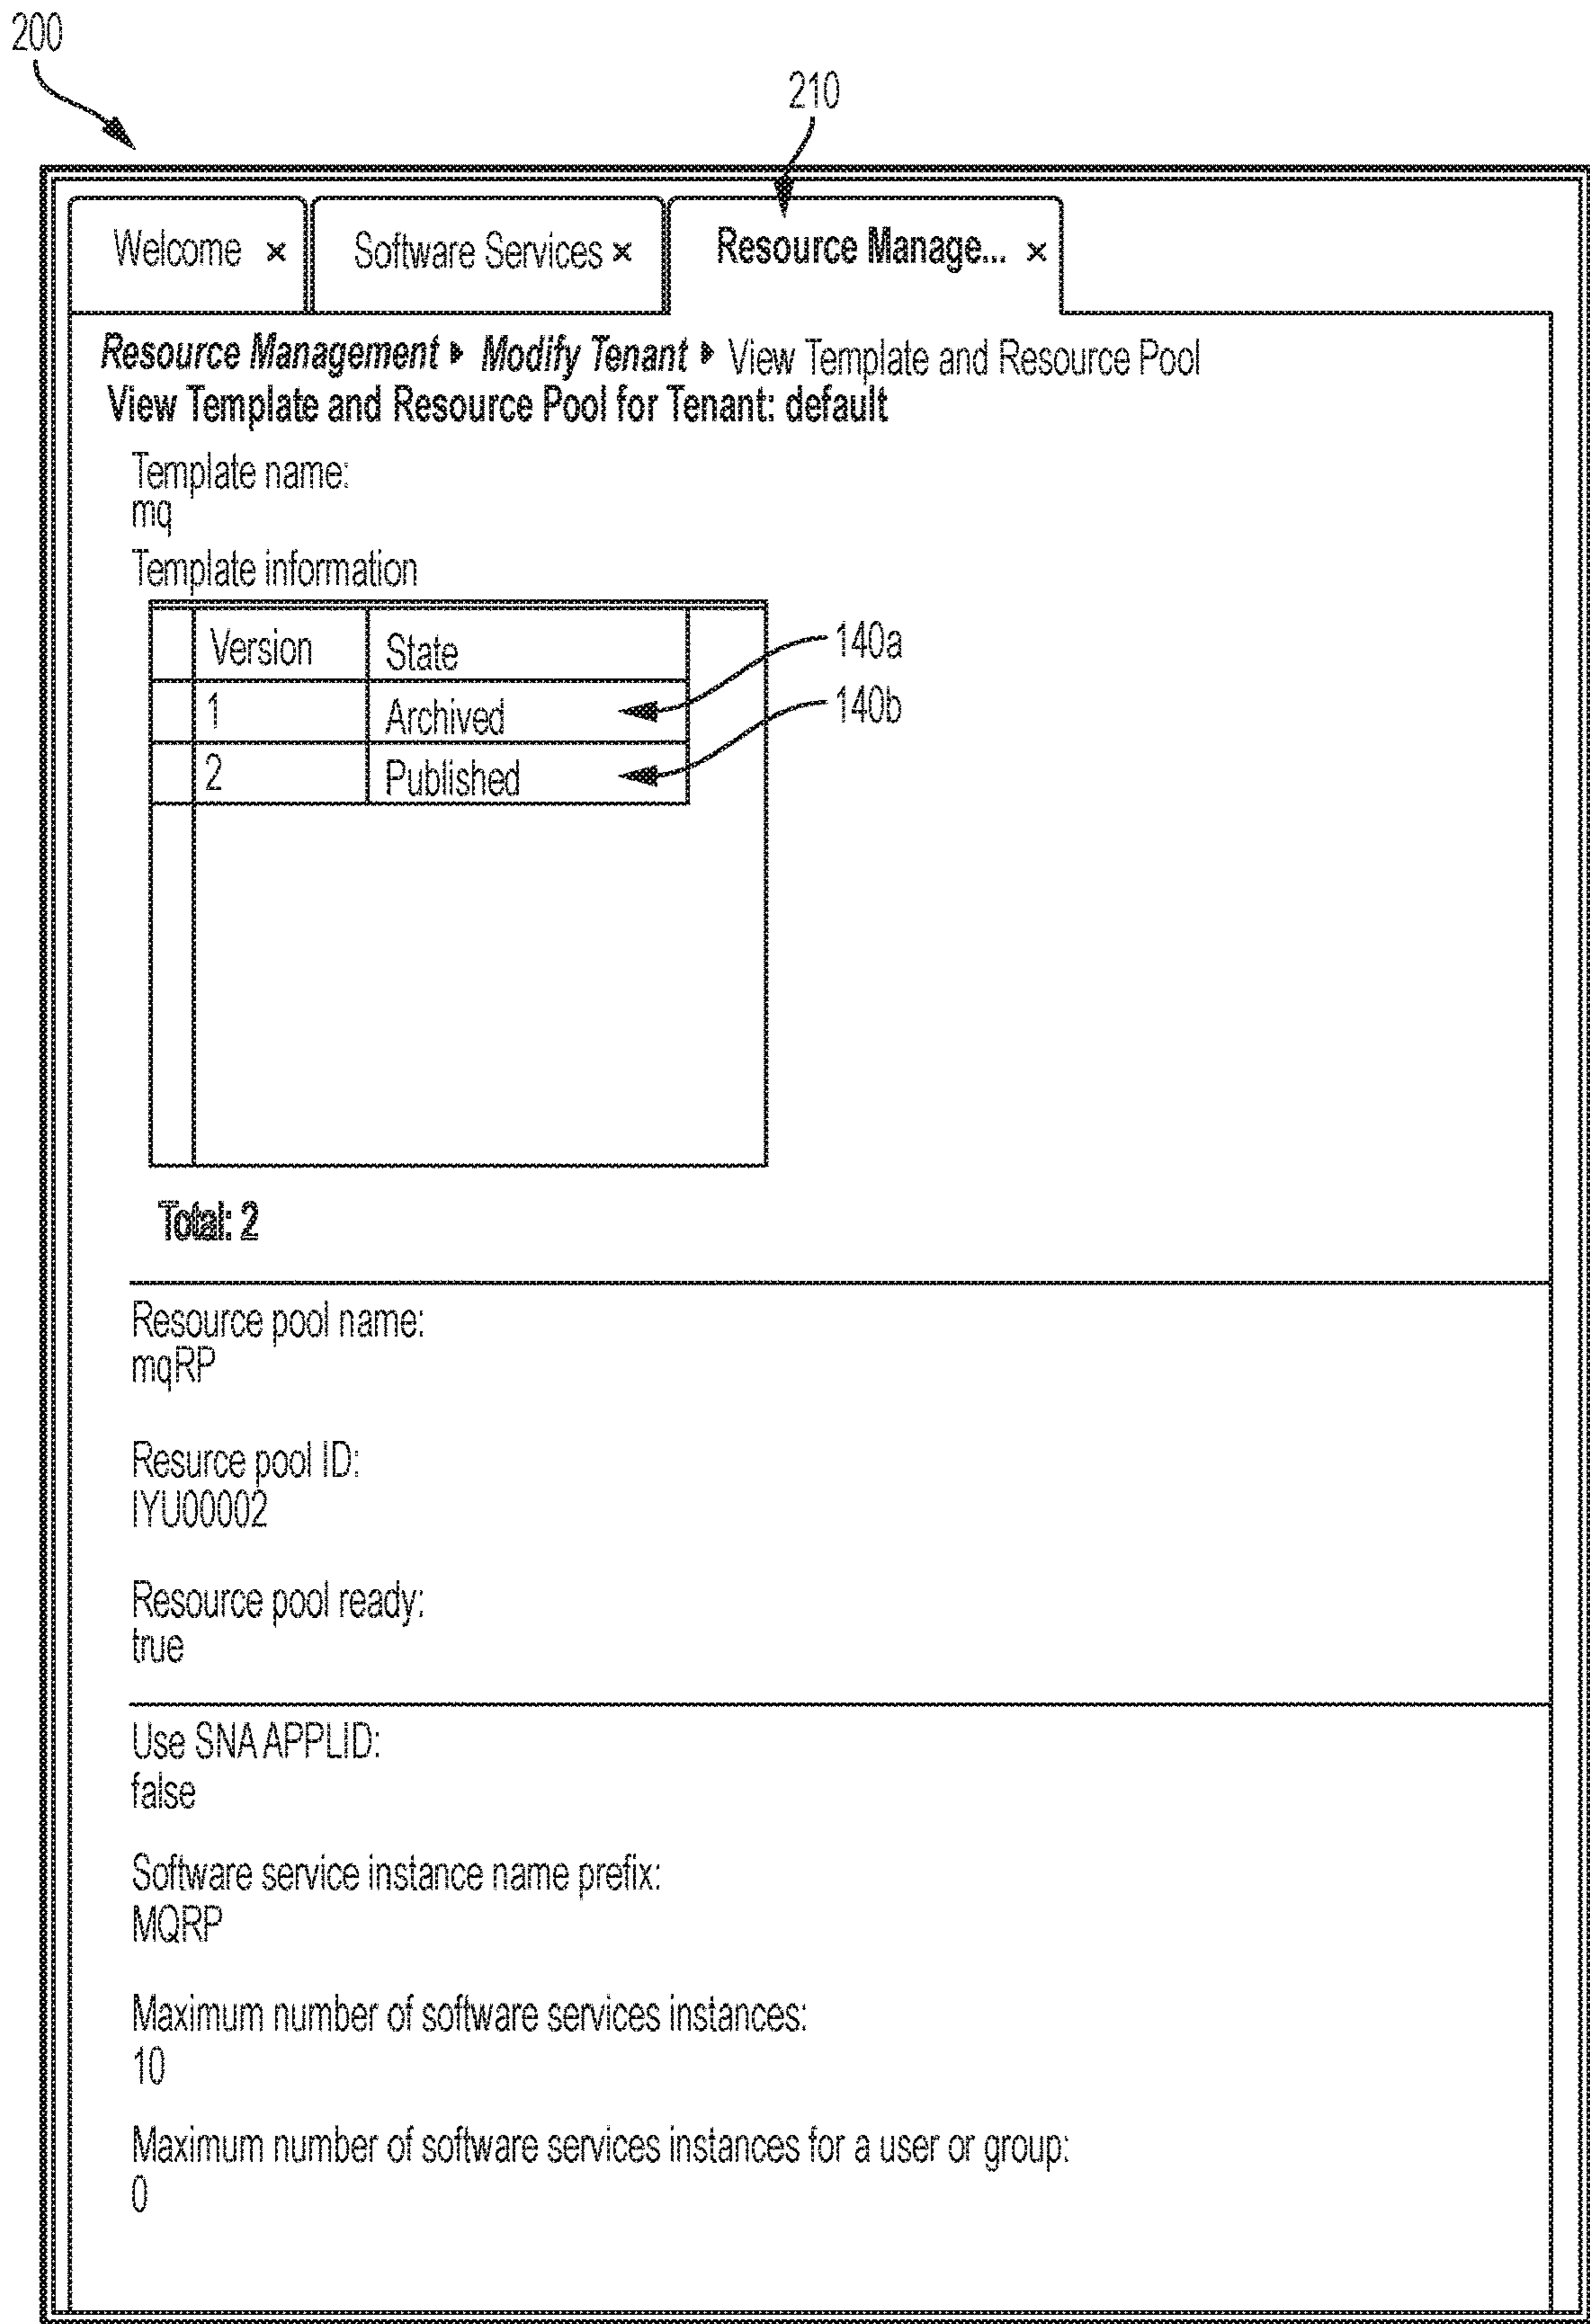 200
210
Welcome × Software Services × Resource Manage... ×
Resource Management ▸ Modify Tenant ▸ View Template and Resource Pool
View Template and Resource Pool for Tenant: default
Template name:
mq
Template information
Version State
140a
1 Archived
140b
2 Published
Total: 2
Resource pool name:
mqRP
Resurce pool ID:
IYU00002
Resource pool ready:
true
Use SNA APPLID:
false
Software service instance name prefix:
MQRP
Maximum number of software services instances:
10
Maximum number of software services instances for a user or group:
0